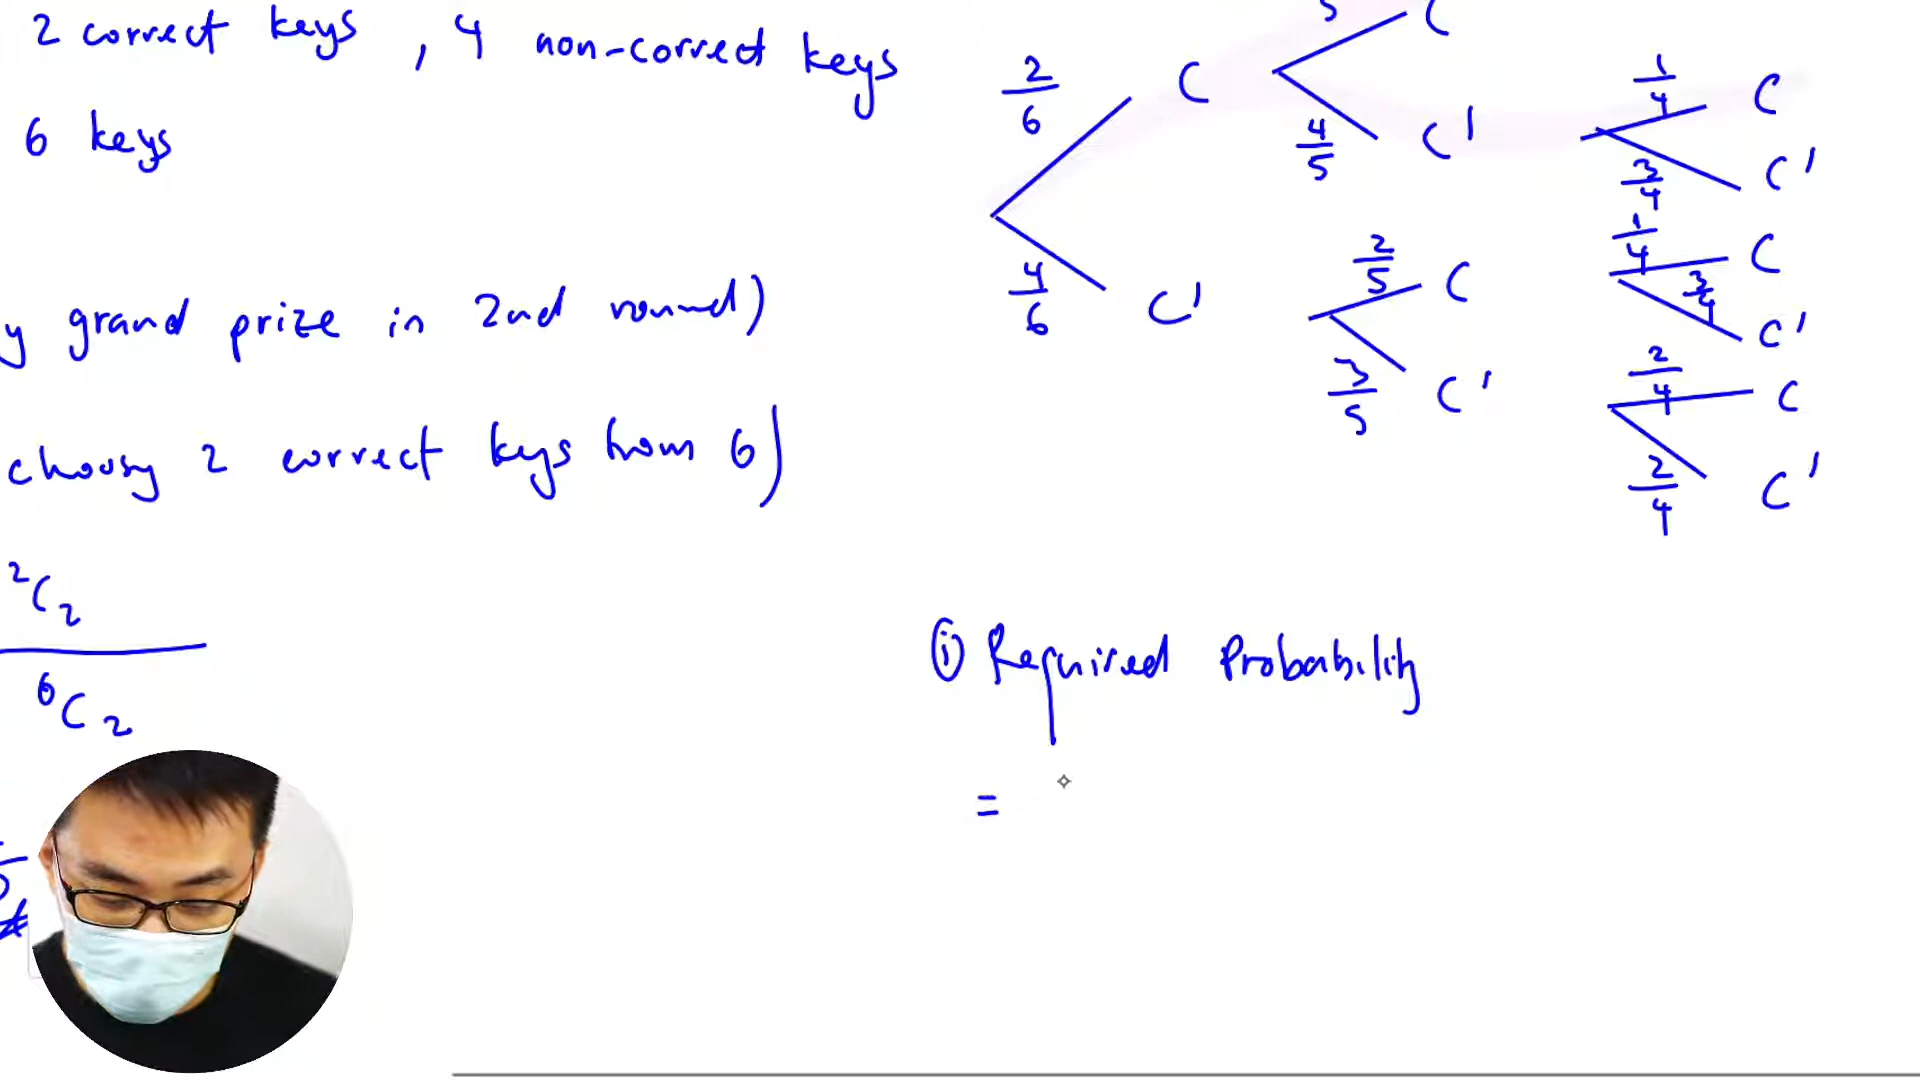 2 correct keys , 4 non-correct keys
6 keys
y grand prize in 2nd round)
choosing 2 correct keys from 6)
²C₂
⁶C₂
2/6 C
4/6 C'
5 C
4/5 C'
2/5 C
3/5 C'
1/4 C
3/4 C'
1/4 C
3/4 C'
2/4 C
2/4 C'
(i) Required Probability
=